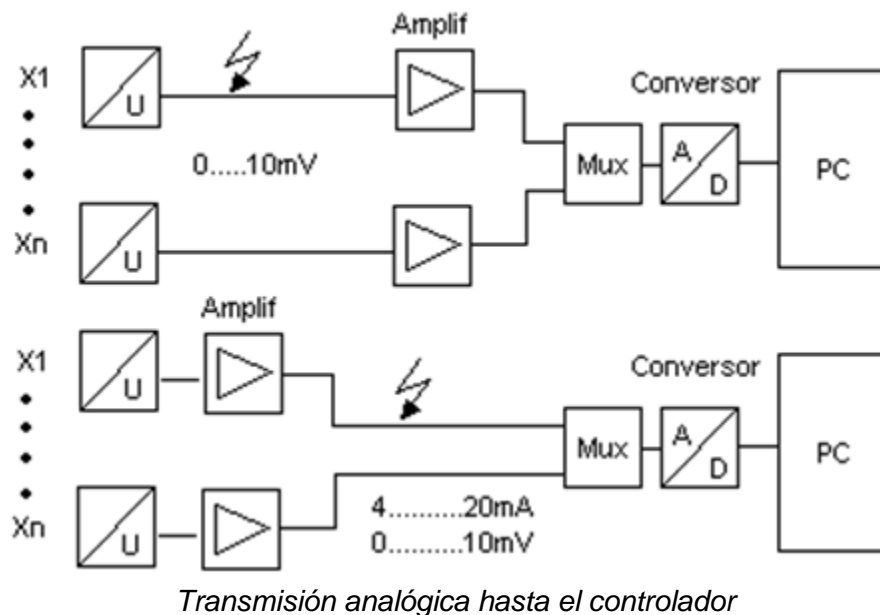 Amplif
X1
U
Conversor
0.....10mV
Mux
A
D
PC
Xn
U
Amplif
X1
U
Conversor
Mux
A
D
PC
4..........20mA
0..........10mV
Xn
U
Transmisión analógica hasta el controlador